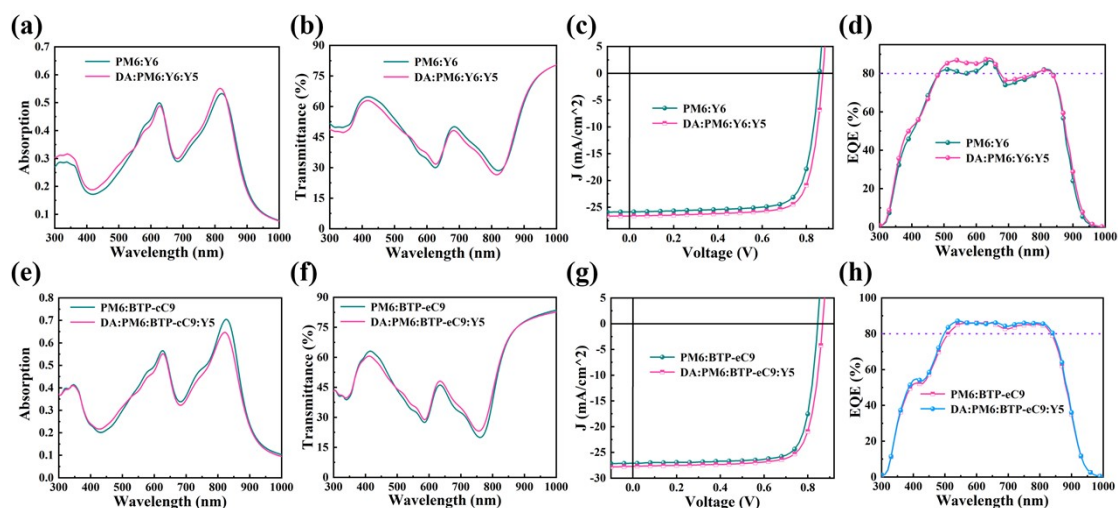 (a)
0.7
0.6
0.5
0.4
0.3
0.2
0.1
300 400 500 600 700 800 900 1000
Absorption
Wavelength (nm)
PM6:Y6
DA:PM6:Y6:Y5
(b)
90
75
60
45
30
15
0
300 400 500 600 700 800 900 1000
Transmittance (%)
Wavelength (nm)
PM6:Y6
DA:PM6:Y6:Y5
(c)
5
0
-5
-10
-15
-20
-25
0.0 0.2 0.4 0.6 0.8
J (mA/cm^2)
Voltage (V)
PM6:Y6
DA:PM6:Y6:Y5
(d)
80
60
40
20
0
300 400 500 600 700 800 900 1000
EQE (%)
Wavelength (nm)
PM6:Y6
DA:PM6:Y6:Y5
(e)
0.8
0.7
0.6
0.5
0.4
0.3
0.2
0.1
0.0
300 400 500 600 700 800 900 1000
Absorption
Wavelength (nm)
PM6:BTP-eC9
DA:PM6:BTP-eC9:Y5
(f)
90
60
30
0
300 400 500 600 700 800 900 1000
Transmittance (%)
Wavelength (nm)
PM6:BTP-eC9
DA:PM6:BTP-eC9:Y5
(g)
5
0
-5
-10
-15
-20
-25
-30
0.0 0.2 0.4 0.6 0.8
J (mA/cm^2)
Voltage (V)
PM6:BTP-eC9
DA:PM6:BTP-eC9:Y5
(h)
100
80
60
40
20
0
300 400 500 600 700 800 900 1000
EQE (%)
Wavelength (nm)
PM6:BTP-eC9
DA:PM6:BTP-eC9:Y5